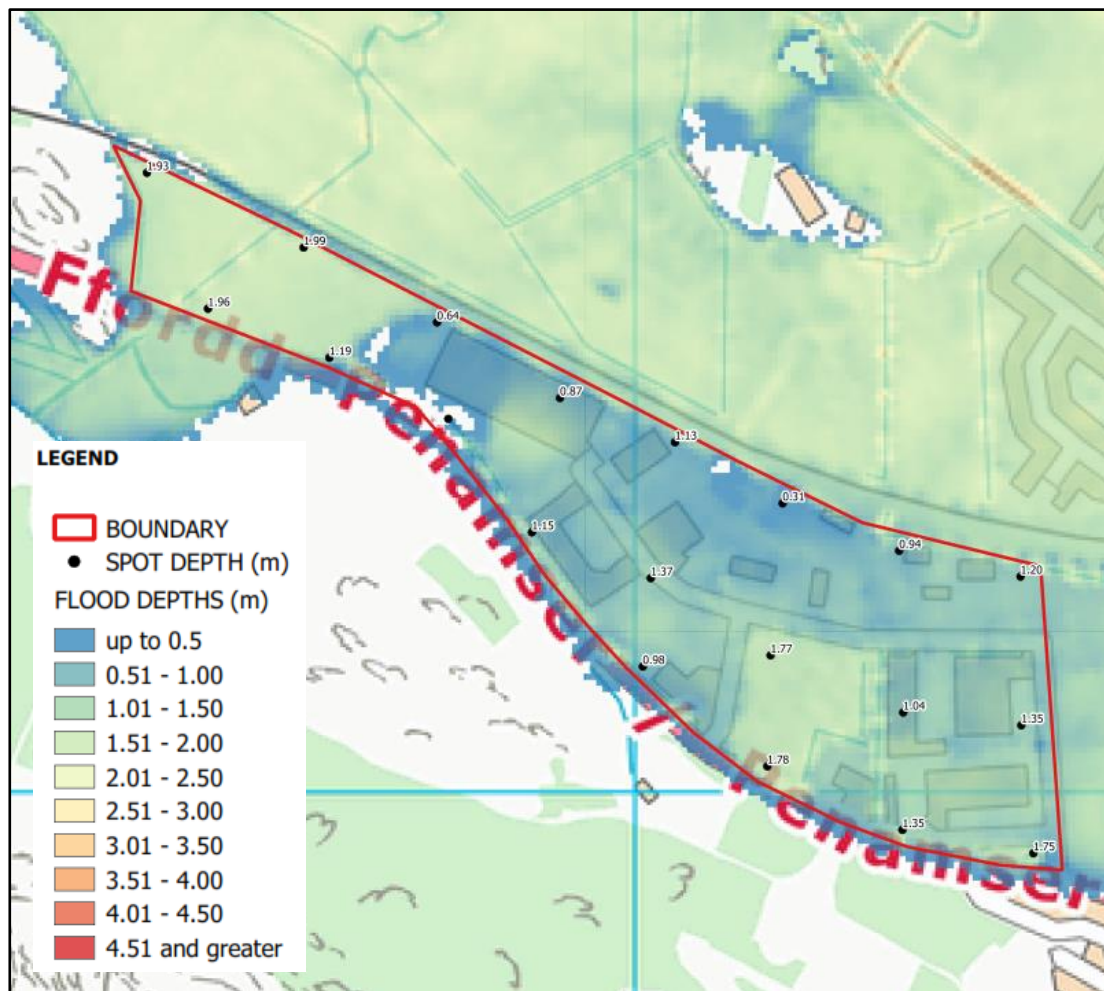 1.93
1.99
1.96
0.64
1.19
0.87
1.13
0.31
1.15
0.94
1.37
1.20
0.98
1.77
1.04
1.35
1.78
1.35
1.75
Ffordd Penamser
Penamser
LEGEND
BOUNDARY
SPOT DEPTH (m)
FLOOD DEPTHS (m)
up to 0.5
0.51 - 1.00
1.01 - 1.50
1.51 - 2.00
2.01 - 2.50
2.51 - 3.00
3.01 - 3.50
3.51 - 4.00
4.01 - 4.50
4.51 and greater